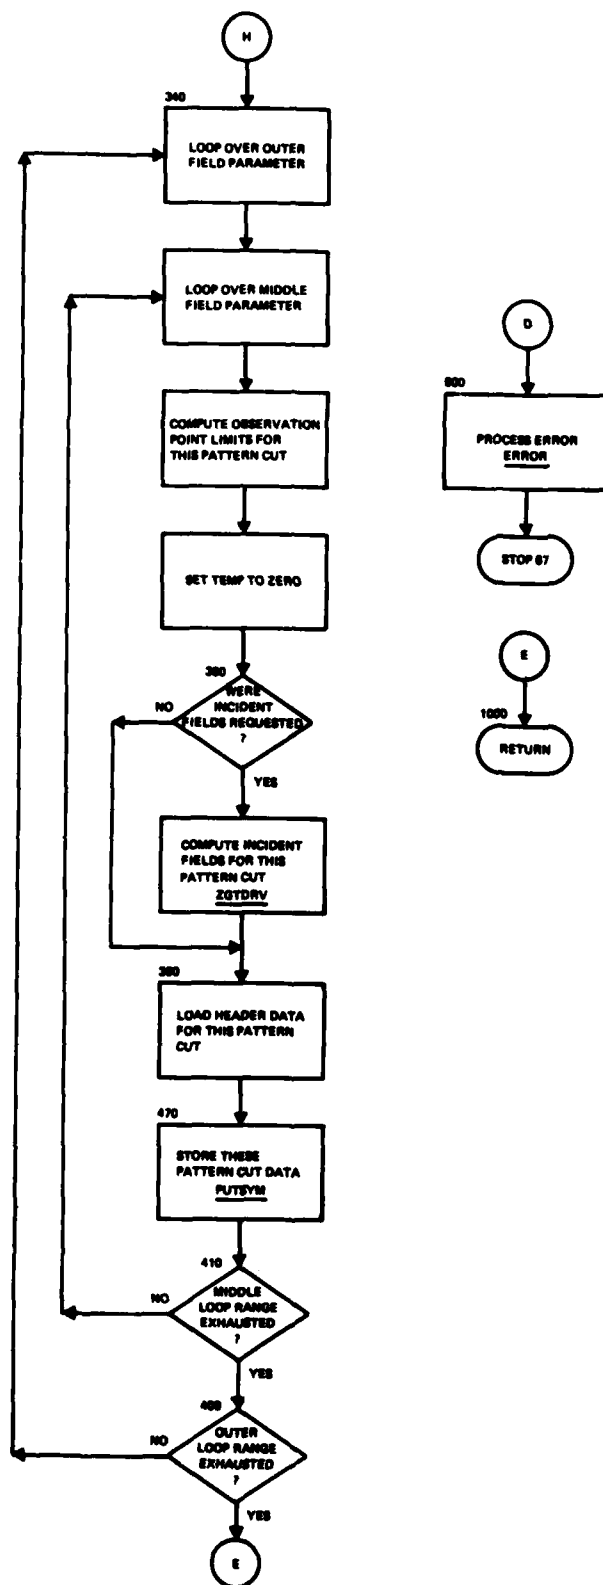 H
340
LOOP OVER OUTER
FIELD PARAMETER
LOOP OVER MIDDLE
FIELD PARAMETER
COMPUTE OBSERVATION
POINT LIMITS FOR
THIS PATTERN CUT
SET TEMP TO ZERO
WERE
INCIDENT
FIELDS REQUESTED
?
NO
YES
COMPUTE INCIDENT
FIELDS FOR THIS
PATTERN CUT
ZGTDRV
LOAD HEADER DATA
FOR THIS PATTERN
CUT
470
STORE THESE
PATTERN CUT DATA
PUTSYM
410
MIDDLE
LOOP RANGE
EXHAUSTED
?
NO
YES
OUTER
LOOP RANGE
EXHAUSTED
?
NO
YES
E
D
PROCESS ERROR
ERROR
STOP 67
E
1000
RETURN